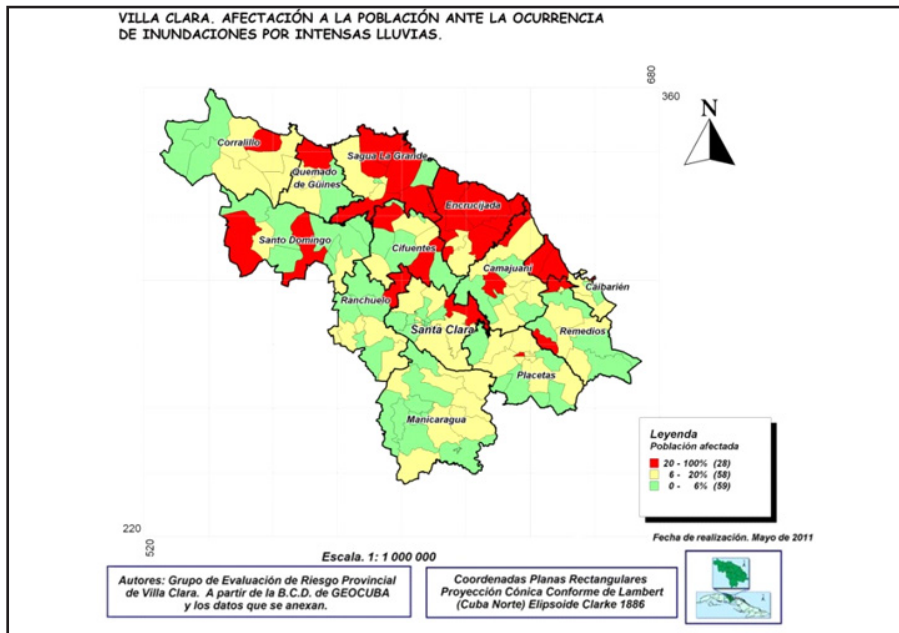 VILLA CLARA. AFECTACIÓN A LA POBLACIÓN ANTE LA OCURRENCIA
DE INUNDACIONES POR INTENSAS LLUVIAS.
680
360
N
Corralillo
Sagua La Grande
Quemado
de Güines
Encrucijada
Santo Domingo
Cifuentes
Camajuaní
Caibarién
Ranchuelo
Santa Clara
Remedios
Placetas
Manicaragua
Leyenda
Población afectada
20 - 100% (28)
6 - 20% (58)
0 - 6% (59)
220
520
Fecha de realización. Mayo de 2011
Escala. 1: 1 000 000
Autores: Grupo de Evaluación de Riesgo Provincial
de Villa Clara. A partir de la B.C.D. de GEOCUBA
y los datos que se anexan.
Coordenadas Planas Rectangulares
Proyección Cónica Conforme de Lambert
(Cuba Norte) Elipsoide Clarke 1886